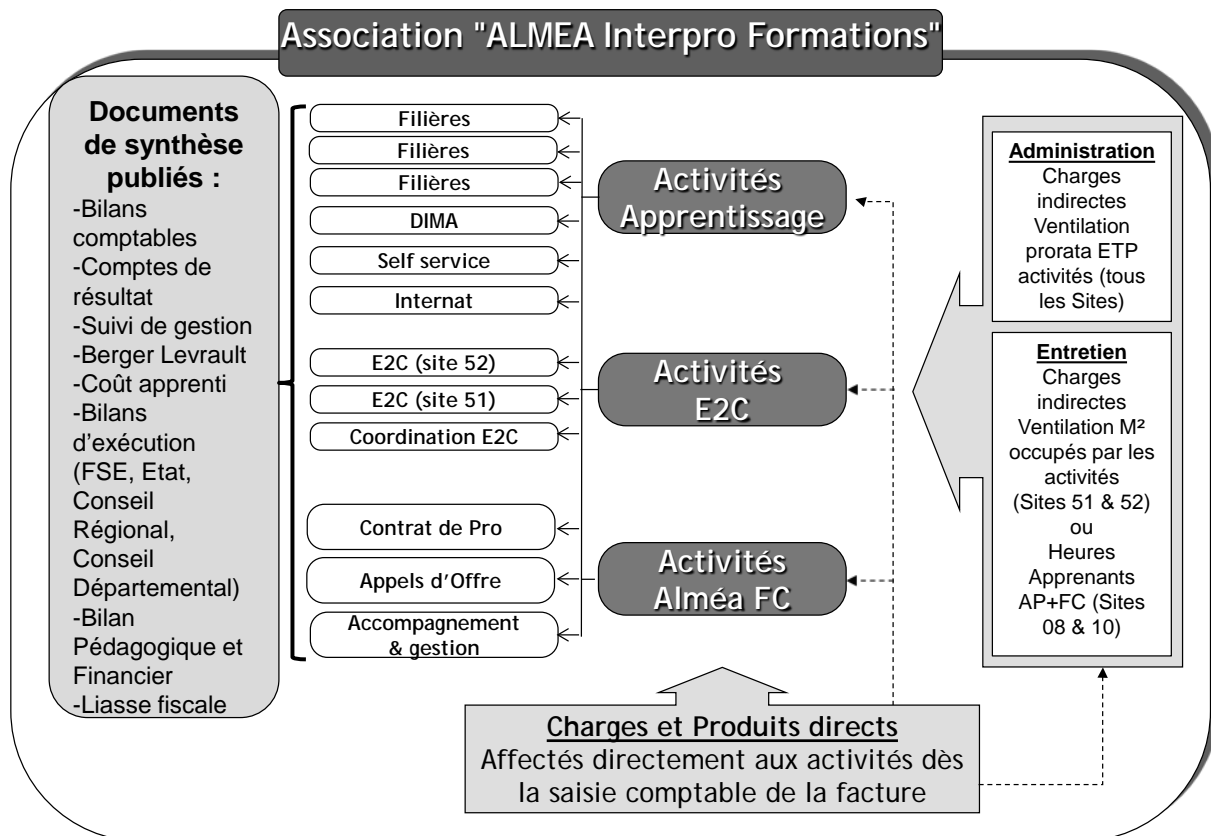 Association "ALMEA Interpro Formations"
Documents
de synthèse
publiés :
-Bilans
comptables
-Comptes de
résultat
-Suivi de gestion
-Berger Levrault
-Coût apprenti
-Bilans
d'exécution
(FSE, Etat,
Conseil
Régional,
Conseil
Départemental)
-Bilan
Pédagogique et
Financier
-Liasse fiscale
Filières
Filières
Filières
DIMA
Self service
Internat
E2C (site 52)
E2C (site 51)
Coordination E2C
Contrat de Pro
Appels d'Offre
Accompagnement
& gestion
Activités
Apprentissage
Activités
E2C
Activités
Alméa FC
Administration
Charges
indirectes
Ventilation
prorata ETP
activités (tous
les Sites)
Entretien
Charges
indirectes
Ventilation M²
occupés par les
activités
(Sites 51 & 52)
ou
Heures
Apprenants
AP+FC (Sites
08 & 10)
Charges et Produits directs
Affectés directement aux activités dès
la saisie comptable de la facture